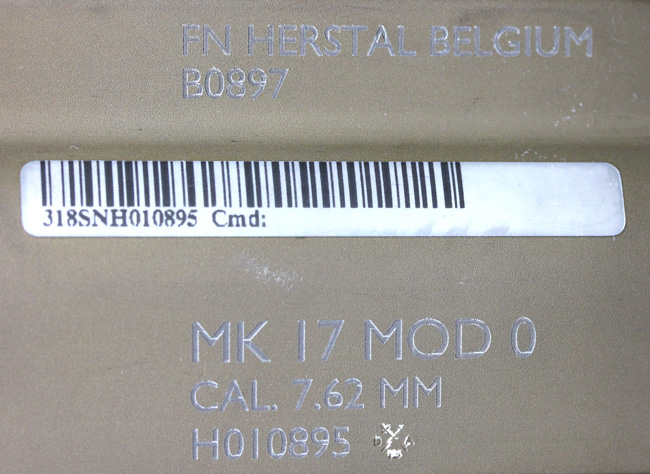 FN HERSTAL BELGIUM
B0897
318SNH010895 Cmd:
MK 17 MOD 0
CAL. 7.62 MM
H010895